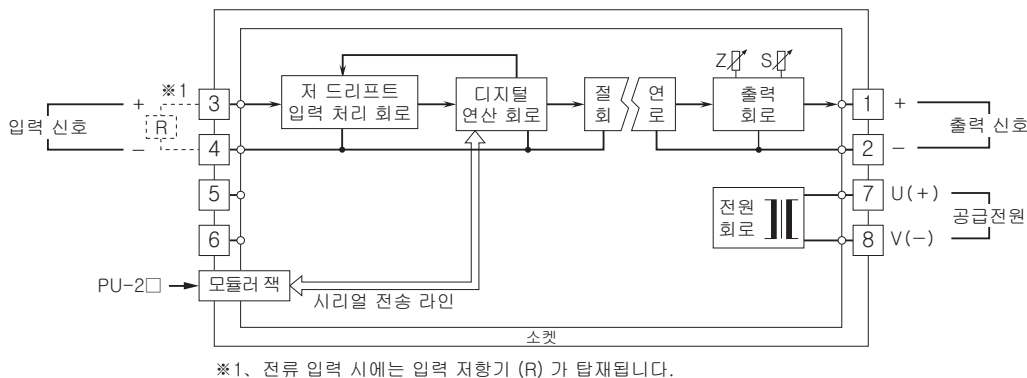 Z S
※1
저 드리프트
입력 처리 회로
디지털
연산 회로
절 연
회 로
출력
회로
+ 3 1 +
입력 신호 R 출력 신호
− 4 2 −
5 7 U(+)
전원
회로
공급전원
6 8 V(−)
PU-2□ 모듈러 잭
시리얼 전송 라인
소켓
※1、전류 입력 시에는 입력 저항기 (R) 가 탑재됩니다.